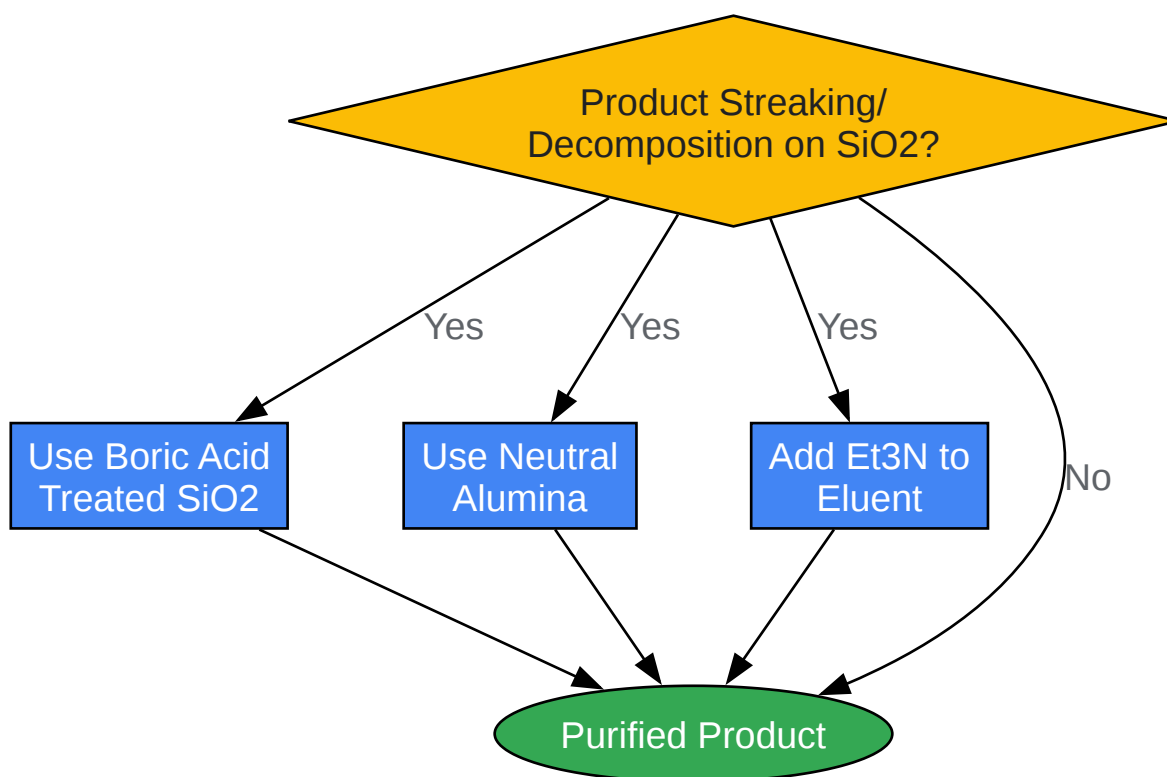 Product Streaking/
Decomposition on SiO2?
Yes
Yes
Yes
Use Boric Acid
Treated SiO2
Use Neutral
Alumina
Add Et3N to
Eluent
No
Purified Product